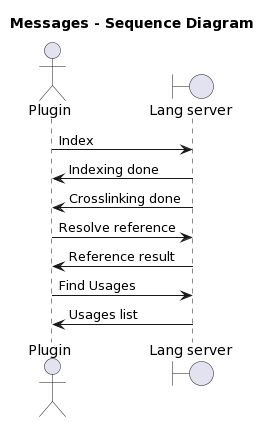 Messages - Sequence Diagram
Plugin Lang server
Index
Indexing done
Crosslinking done
Resolve reference
Reference result
Find Usages
Usages list
Plugin Lang server